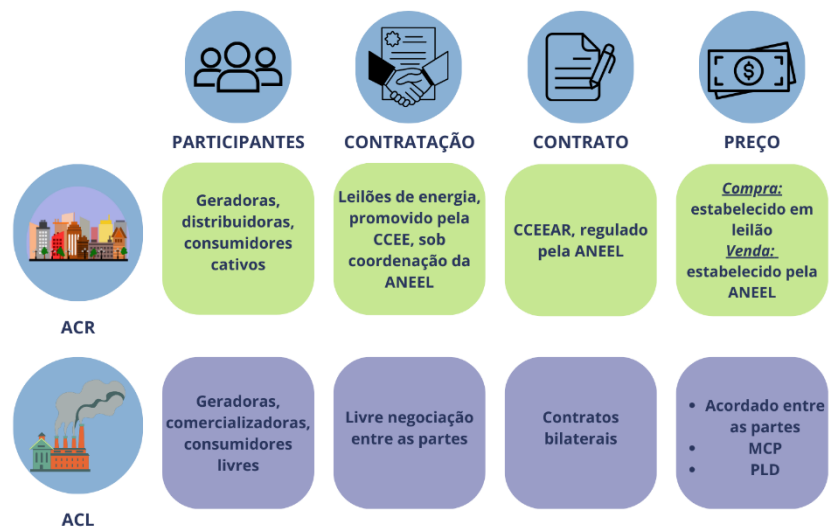 PARTICIPANTES
CONTRATAÇÃO
CONTRATO
PREÇO
Geradoras,
distribuidoras,
consumidores
cativos
Leilões de energia,
promovido pela
CCEE, sob
coordenação da
ANEEL
CCEEAR, regulado
pela ANEEL
Compra:
estabelecido em
leilão
Venda:
estabelecido pela
ANEEL
ACR
Geradoras,
comercializadoras,
consumidores
livres
Livre negociação
entre as partes
Contratos
bilaterais
• Acordado entre
as partes
• MCP
• PLD
ACL